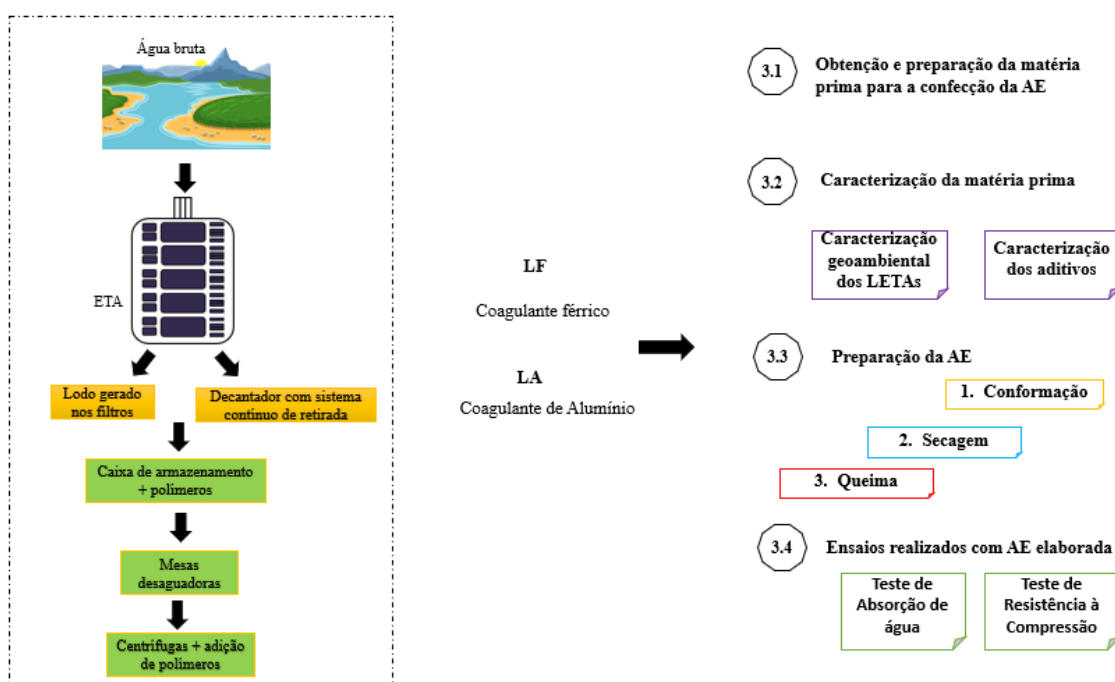 Água bruta
ETA
Lodo gerado
nos filtros
Decantador com sistema
contínuo de retirada
Caixa de armazenamento
+ polímeros
Mesas
desaguadoras
Centrífugas + adição
de polímeros
LF
Coagulante férrico
LA
Coagulante de Alumínio
3.1
Obtenção e preparação da matéria
prima para a confecção da AE
3.2
Caracterização da matéria prima
Caracterização
geoambiental
dos LETAs
Caracterização
dos aditivos
3.3
Preparação da AE
1. Conformação
2. Secagem
3. Queima
3.4
Ensaios realizados com AE elaborada
Teste de
Absorção de
água
Teste de
Resistência à
Compressão